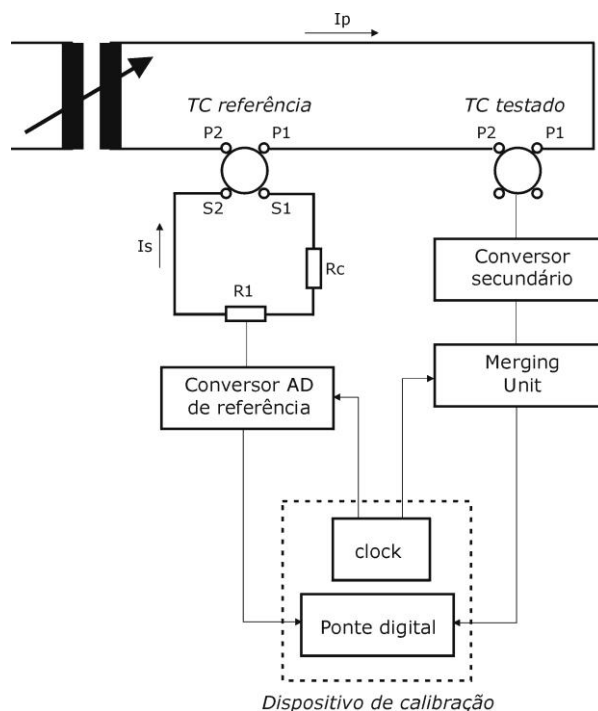 Ip
TC referência
TC testado
P2
P1
P2
P1
S2
S1
Is
Rc
R1
Conversor
secundário
Conversor AD
de referência
Merging
Unit
clock
Ponte digital
Dispositivo de calibração